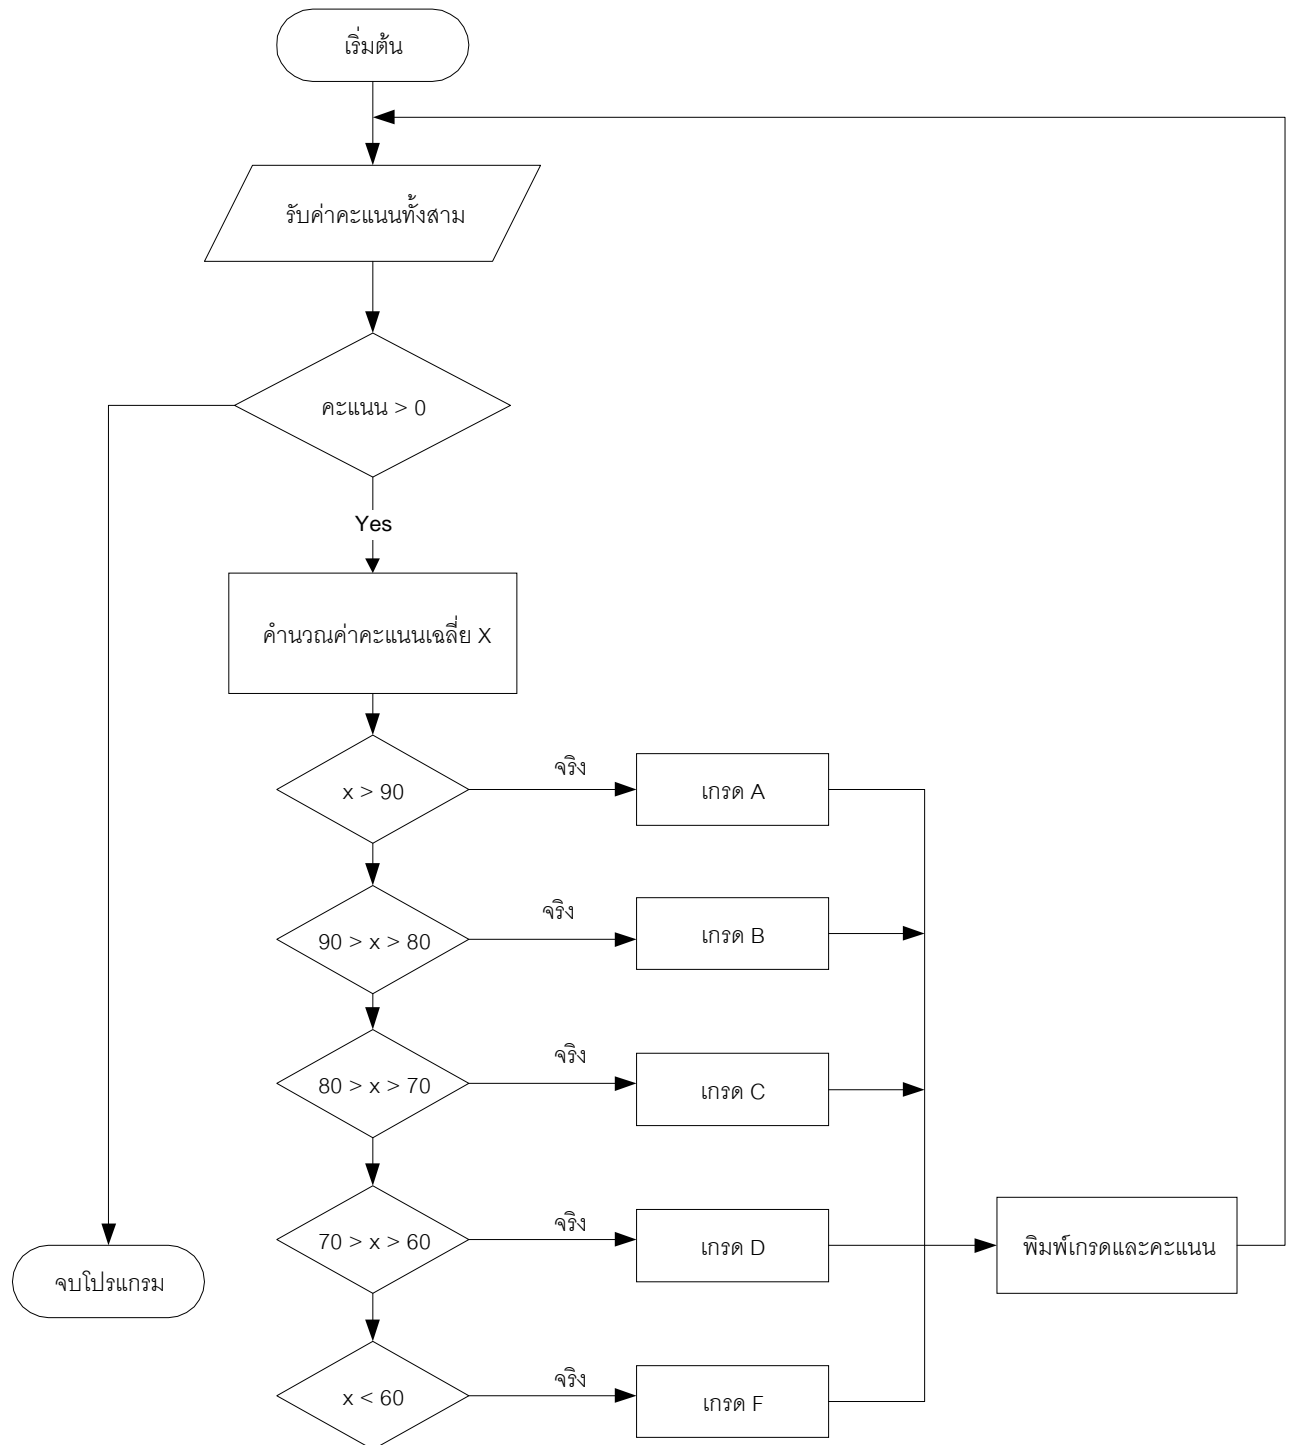 เริ่มต้น
รับค่าคะแนนทั้งสาม
คะแนน > 0
Yes
คำนวณค่าคะแนนเฉลี่ย X
x > 90
จริง
เกรด A
90 > x > 80
จริง
เกรด B
80 > x > 70
จริง
เกรด C
70 > x > 60
จริง
เกรด D
พิมพ์เกรดและคะแนน
จบโปรแกรม
x < 60
จริง
เกรด F